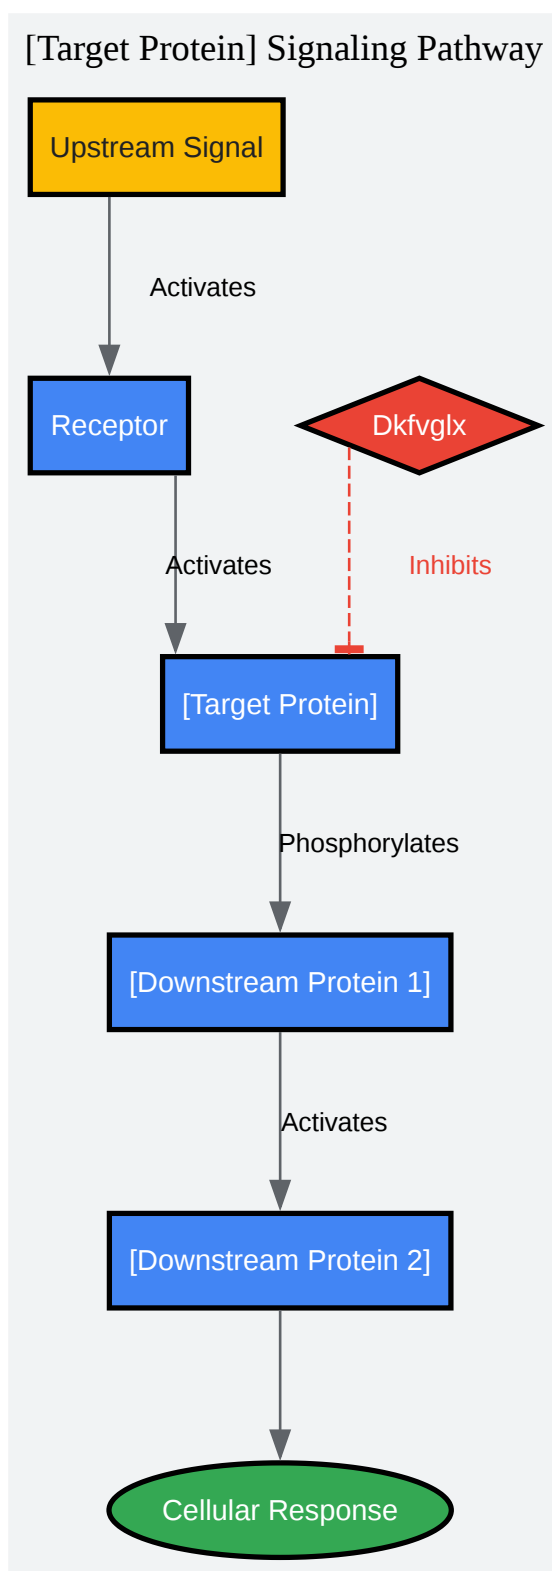 [Target Protein] Signaling Pathway
Upstream Signal
Activates
Receptor
Dkfvglx
Activates
Inhibits
[Target Protein]
Phosphorylates
[Downstream Protein 1]
Activates
[Downstream Protein 2]
Cellular Response